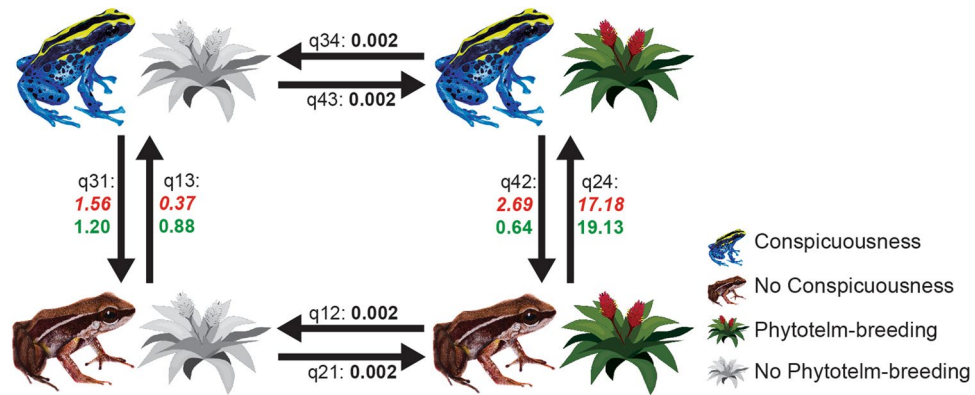 q34: 0.002
q43: 0.002
q31:
1.56
1.20
q13:
0.37
0.88
q42:
2.69
0.64
q24:
17.18
19.13
q12: 0.002
q21: 0.002
Conspicuousness
No Conspicuousness
Phytotelm-breeding
No Phytotelm-breeding